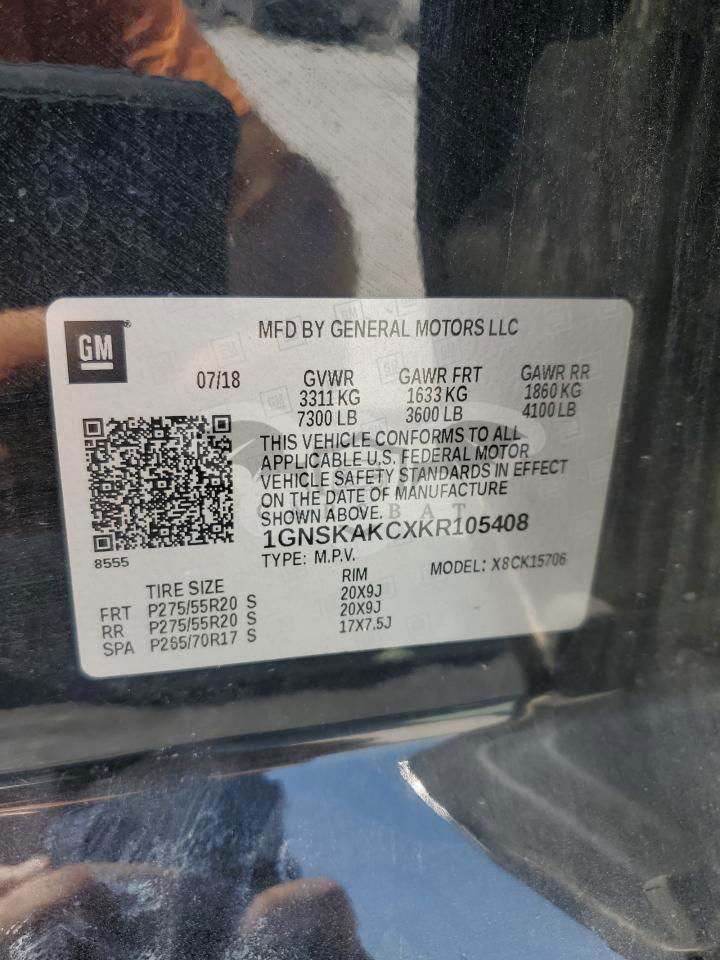 GM®
MFD BY GENERAL MOTORS LLC
07/18 GVWR GAWR FRT GAWR RR
3311 KG 1633 KG 1860 KG
7300 LB 3600 LB 4100 LB
THIS VEHICLE CONFORMS TO ALL
APPLICABLE U.S. FEDERAL MOTOR
VEHICLE SAFETY STANDARDS IN EFFECT
ON THE DATE OF MANUFACTURE
SHOWN ABOVE.
1GNSKAKCXKR105408
8555
TYPE: M.P.V. MODEL: X8CK15706
TIRE SIZE RIM
FRT P275/55R20 S 20X9J
RR P275/55R20 S 20X9J
SPA P265/70R17 S 17X7.5J